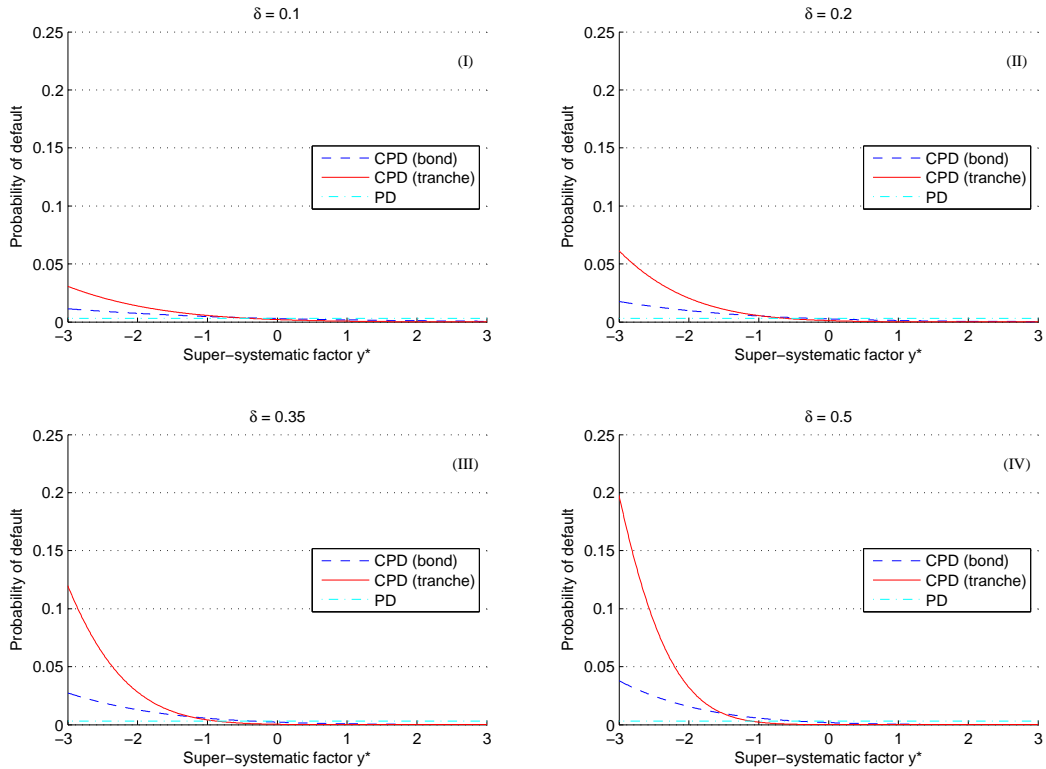 δ = 0.1
0.25
0.2
0.15
0.1
0.05
0
Probability of default
(I)
CPD (bond)
CPD (tranche)
PD
−3 −2 −1 0 1 2 3
Super−systematic factor y*
δ = 0.2
0.25
0.2
0.15
0.1
0.05
0
Probability of default
(II)
CPD (bond)
CPD (tranche)
PD
−3 −2 −1 0 1 2 3
Super−systematic factor y*
δ = 0.35
0.25
0.2
0.15
0.1
0.05
0
Probability of default
(III)
CPD (bond)
CPD (tranche)
PD
−3 −2 −1 0 1 2 3
Super−systematic factor y*
δ = 0.5
0.25
0.2
0.15
0.1
0.05
0
Probability of default
(IV)
CPD (bond)
CPD (tranche)
PD
−3 −2 −1 0 1 2 3
Super−systematic factor y*